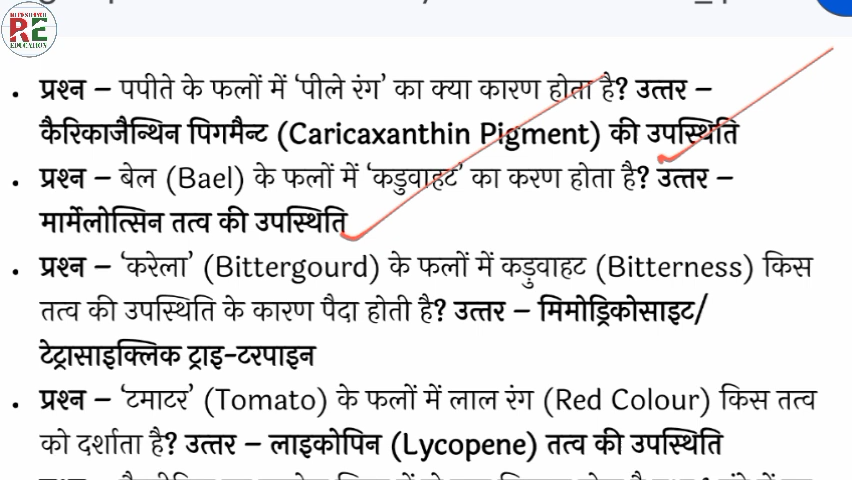 RE
EDUCATION
• प्रश्न – पपीते के फलों में ‘पीले रंग’ का क्या कारण होता है? उत्तर –
कैरिकाजैन्थिन पिगमैन्ट (Caricaxanthin Pigment) की उपस्थिति
• प्रश्न – बेल (Bael) के फलों में ‘कड़ुवाहट’ का करण होता है? उत्तर –
मार्मेलोत्सिन तत्व की उपस्थिति
• प्रश्न – ‘करेला’ (Bittergourd) के फलों में कड़ुवाहट (Bitterness) किस
तत्व की उपस्थिति के कारण पैदा होती है? उत्तर – मिमोड्रिकोसाइट/
टेट्रासाइक्लिक ट्राइ-टरपाइन
• प्रश्न – ‘टमाटर’ (Tomato) के फलों में लाल रंग (Red Colour) किस तत्व
को दर्शाता है? उत्तर – लाइकोपिन (Lycopene) तत्व की उपस्थिति